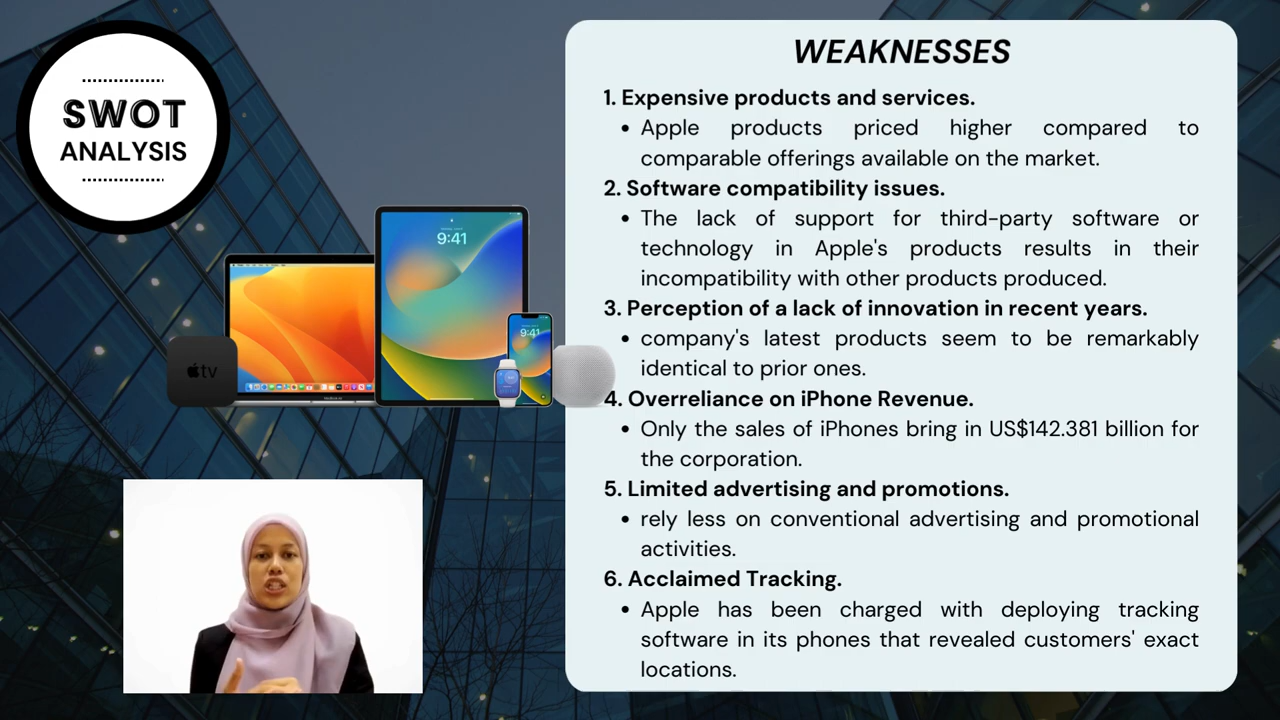 SWOT
ANALYSIS
9:41
9:41
tv
WEAKNESSES
1. Expensive products and services.
• Apple products priced higher compared to
comparable offerings available on the market.
2. Software compatibility issues.
• The lack of support for third-party software or
technology in Apple's products results in their
incompatibility with other products produced.
3. Perception of a lack of innovation in recent years.
• company's latest products seem to be remarkably
identical to prior ones.
4. Overreliance on iPhone Revenue.
• Only the sales of iPhones bring in US$142.381 billion for
the corporation.
5. Limited advertising and promotions.
• rely less on conventional advertising and promotional
activities.
6. Acclaimed Tracking.
• Apple has been charged with deploying tracking
software in its phones that revealed customers' exact
locations.